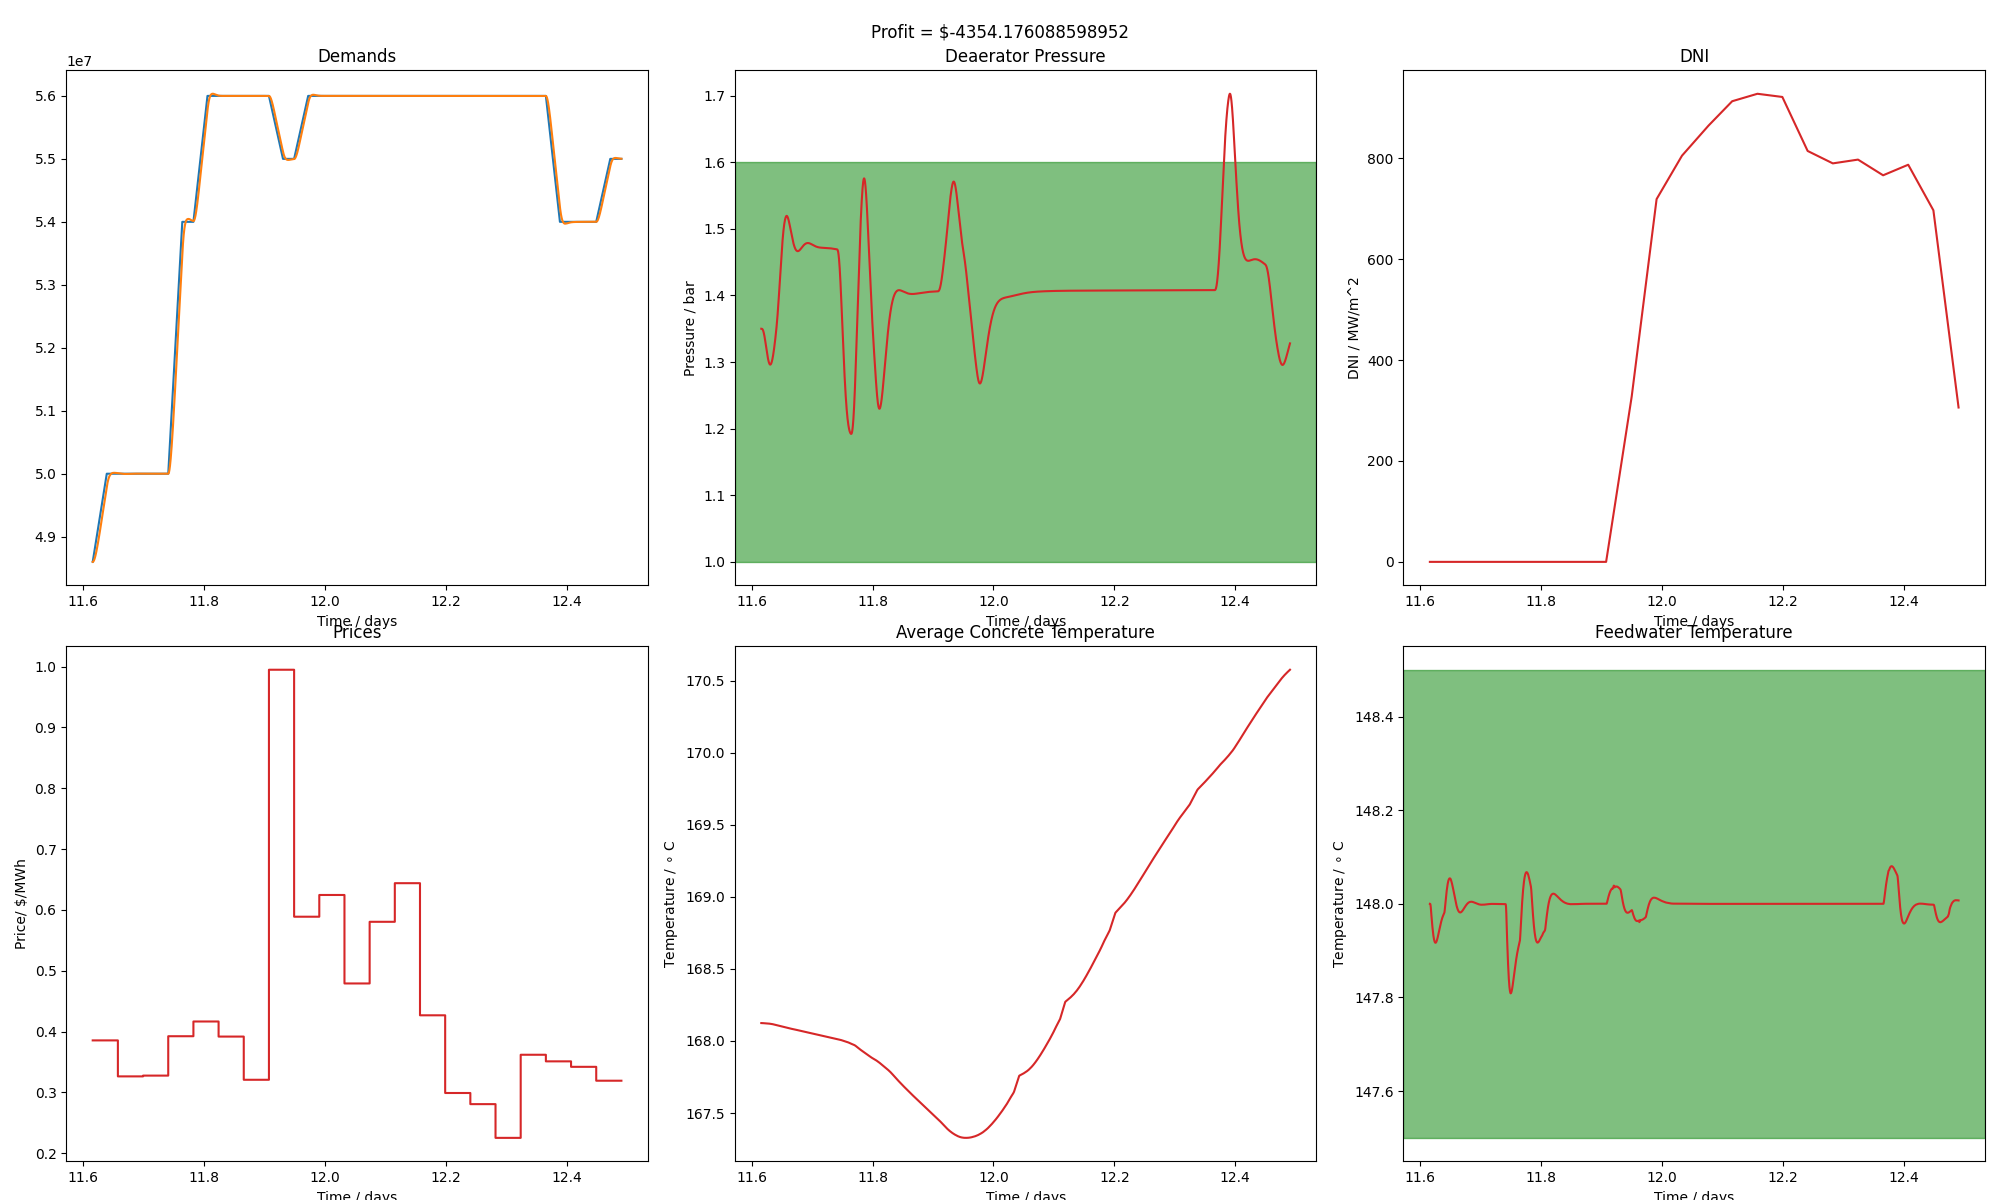 Profit = $-4354.176088598952
Demands
1e7
5.6
5.5
5.4
5.3
5.2
5.1
5.0
4.9
11.6 11.8 12.0 12.2 12.4
Time / days
Deaerator Pressure
Pressure / bar
1.7
1.6
1.5
1.4
1.3
1.2
1.1
1.0
11.6 11.8 12.0 12.2 12.4
Time / days
DNI
DNI / MW/m^2
800
600
400
200
0
11.6 11.8 12.0 12.2 12.4
Time / days
Prices
Price/ $/MWh
1.0
0.9
0.8
0.7
0.6
0.5
0.4
0.3
0.2
11.6 11.8 12.0 12.2 12.4
Time / days
Average Concrete Temperature
Temperature / ∘ C
170.5
170.0
169.5
169.0
168.5
168.0
167.5
11.6 11.8 12.0 12.2 12.4
Time / days
Feedwater Temperature
Temperature / ∘ C
148.4
148.2
148.0
147.8
147.6
11.6 11.8 12.0 12.2 12.4
Time / days